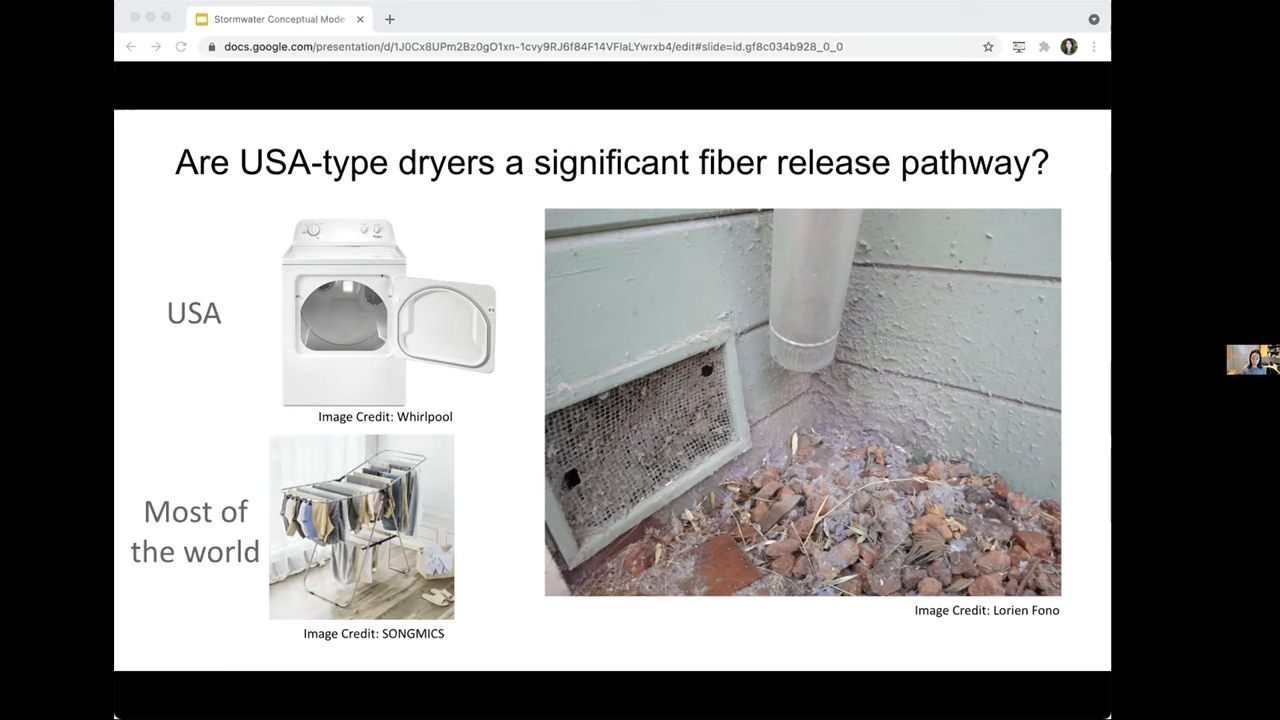 Stormwater Conceptual Mode
docs.google.com/presentation/d/1J0Cx8UPm2Bz0gO1xn-1cvy9RJ6f84F14VFlaLYwrxb4/edit#slide=id.gf8c034b928_0_0
Are USA-type dryers a significant fiber release pathway?
USA
Image Credit: Whirlpool
Most of
the world
Image Credit: SONGMICS
Image Credit: Lorien Fono